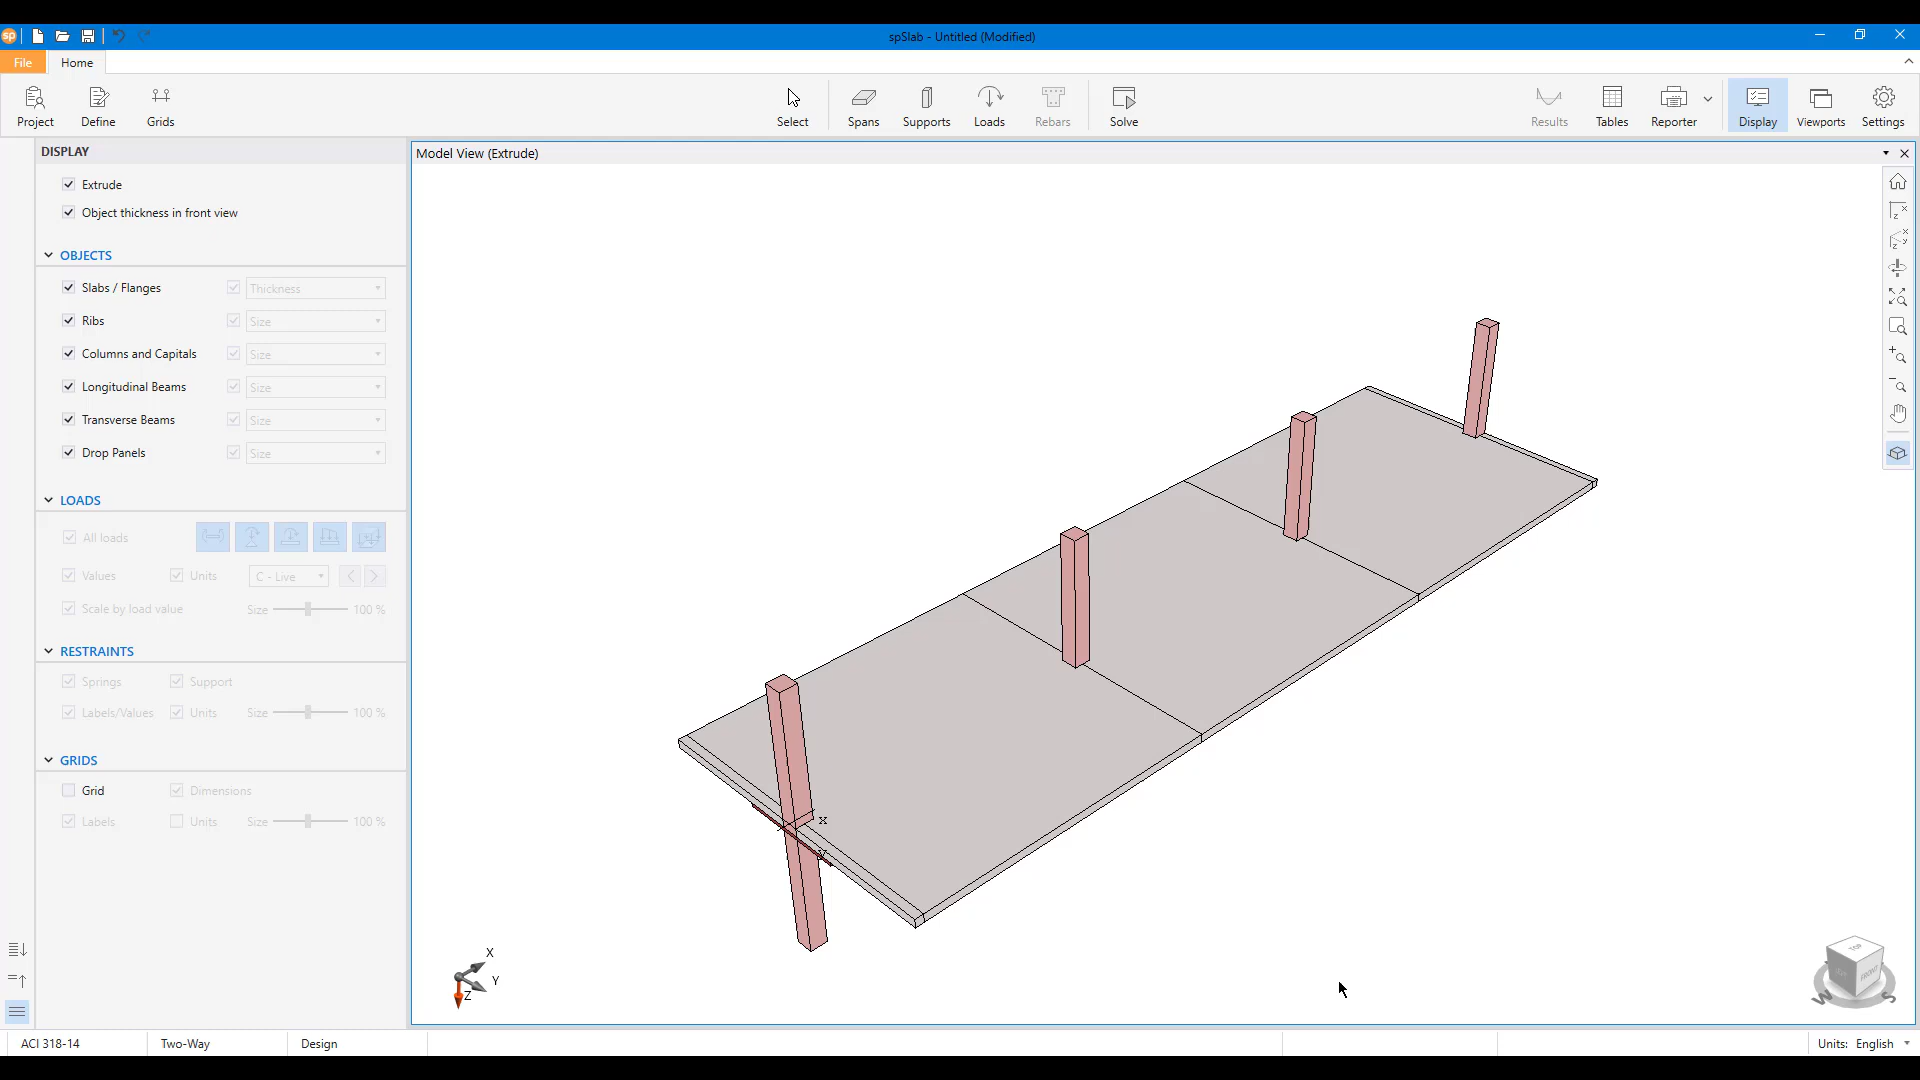 sp
spSlab - Untitled (Modified)
File
Home
Project
Define
Grids
Select
Spans
Supports
Loads
Rebars
Solve
Results
Tables
Reporter
Display
Viewports
Settings
DISPLAY
Extrude
Object thickness in front view
OBJECTS
Slabs / Flanges
Thickness
Ribs
Size
Columns and Capitals
Size
Longitudinal Beams
Size
Transverse Beams
Size
Drop Panels
Size
LOADS
All loads
Values
Units
C - Live
Scale by load value
Size
100 %
RESTRAINTS
Springs
Support
Labels/Values
Units
Size
100 %
GRIDS
Grid
Dimensions
Labels
Units
Size
100 %
Model View (Extrude)
X
Y
X
Y
Z
TOP
FRONT
W
S
ACI 318-14
Two-Way
Design
Units: English